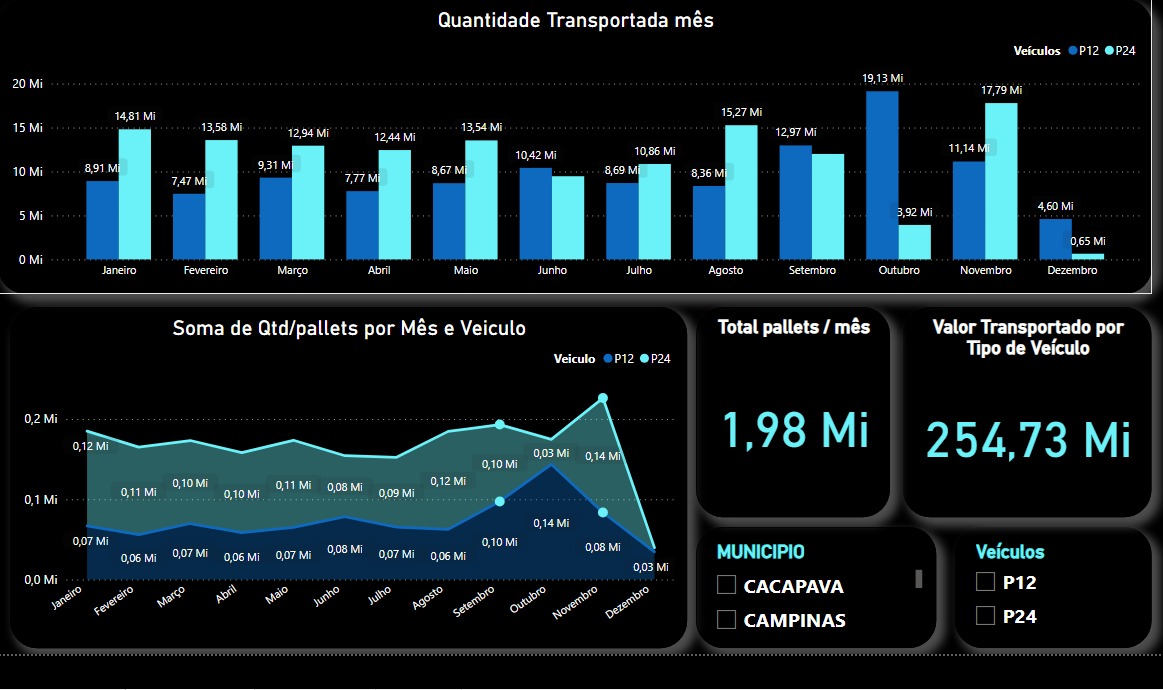 Quantidade Transportada mês
Veículos P12 P24
20 Mi
15 Mi
10 Mi
5 Mi
0 Mi
8,91 Mi
14,81 Mi
7,47 Mi
13,58 Mi
9,31 Mi
12,94 Mi
7,77 Mi
12,44 Mi
8,67 Mi
13,54 Mi
10,42 Mi
8,69 Mi
10,86 Mi
8,36 Mi
15,27 Mi
12,97 Mi
19,13 Mi
3,92 Mi
11,14 Mi
17,79 Mi
4,60 Mi
0,65 Mi
Janeiro Fevereiro Março Abril Maio Junho Julho Agosto Setembro Outubro Novembro Dezembro
Soma de Qtd/pallets por Mês e Veiculo
Veiculo P12 P24
0,2 Mi
0,1 Mi
0,0 Mi
0,12 Mi
0,11 Mi
0,10 Mi
0,10 Mi
0,11 Mi
0,08 Mi
0,09 Mi
0,12 Mi
0,10 Mi
0,03 Mi
0,14 Mi
0,07 Mi
0,06 Mi
0,07 Mi
0,06 Mi
0,07 Mi
0,08 Mi
0,07 Mi
0,06 Mi
0,10 Mi
0,14 Mi
0,08 Mi
0,03 Mi
Janeiro Fevereiro Março Abril Maio Junho Julho Agosto Setembro Outubro Novembro Dezembro
Total pallets / mês
1,98 Mi
Valor Transportado por
Tipo de Veículo
254,73 Mi
MUNICIPIO
CACAPAVA
CAMPINAS
Veículos
P12
P24